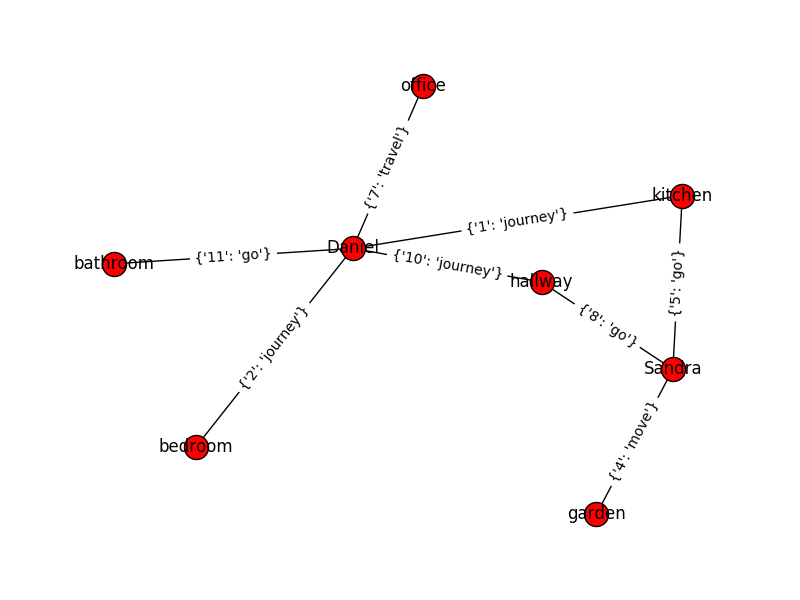 office
{'7': 'travel'}
kitchen
{'1': 'journey'}
Daniel
bathroom
{'11': 'go'}
{'10': 'journey'}
hallway
{'5': 'go'}
{'8': 'go'}
{'2': 'journey'}
Sandra
bedroom
{'4': 'move'}
garden